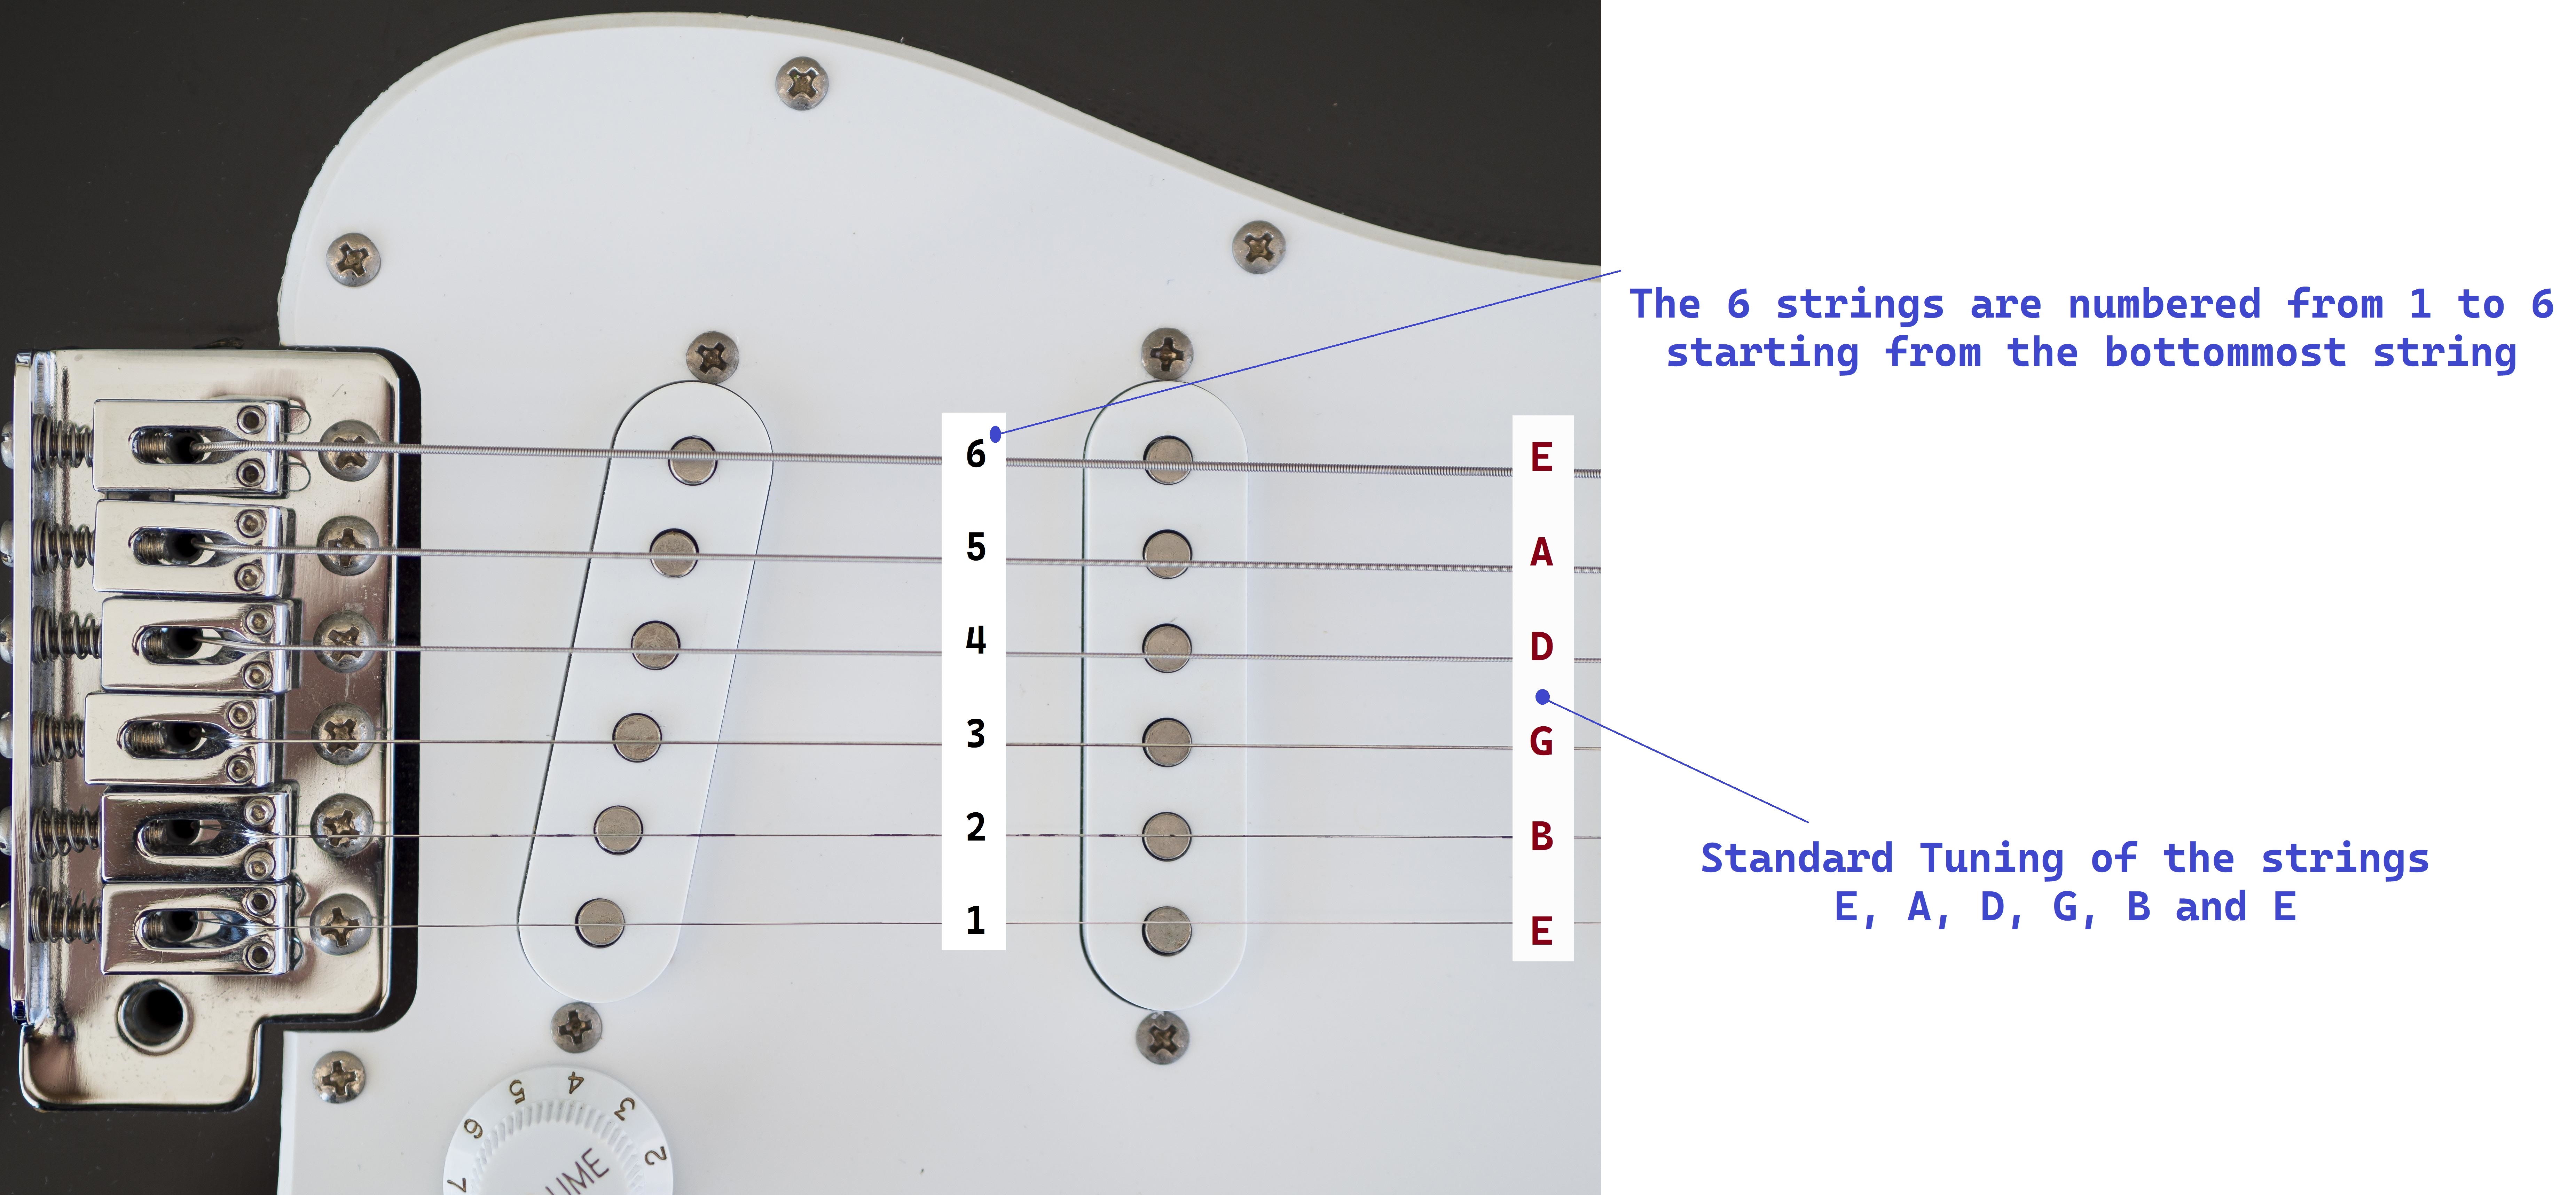 The 6 strings are numbered from 1 to 6
starting from the bottommost string
6
E
5
A
4
D
3
G
2
B
1
E
Standard Tuning of the strings
E, A, D, G, B and E
5 4 3
6 2
7